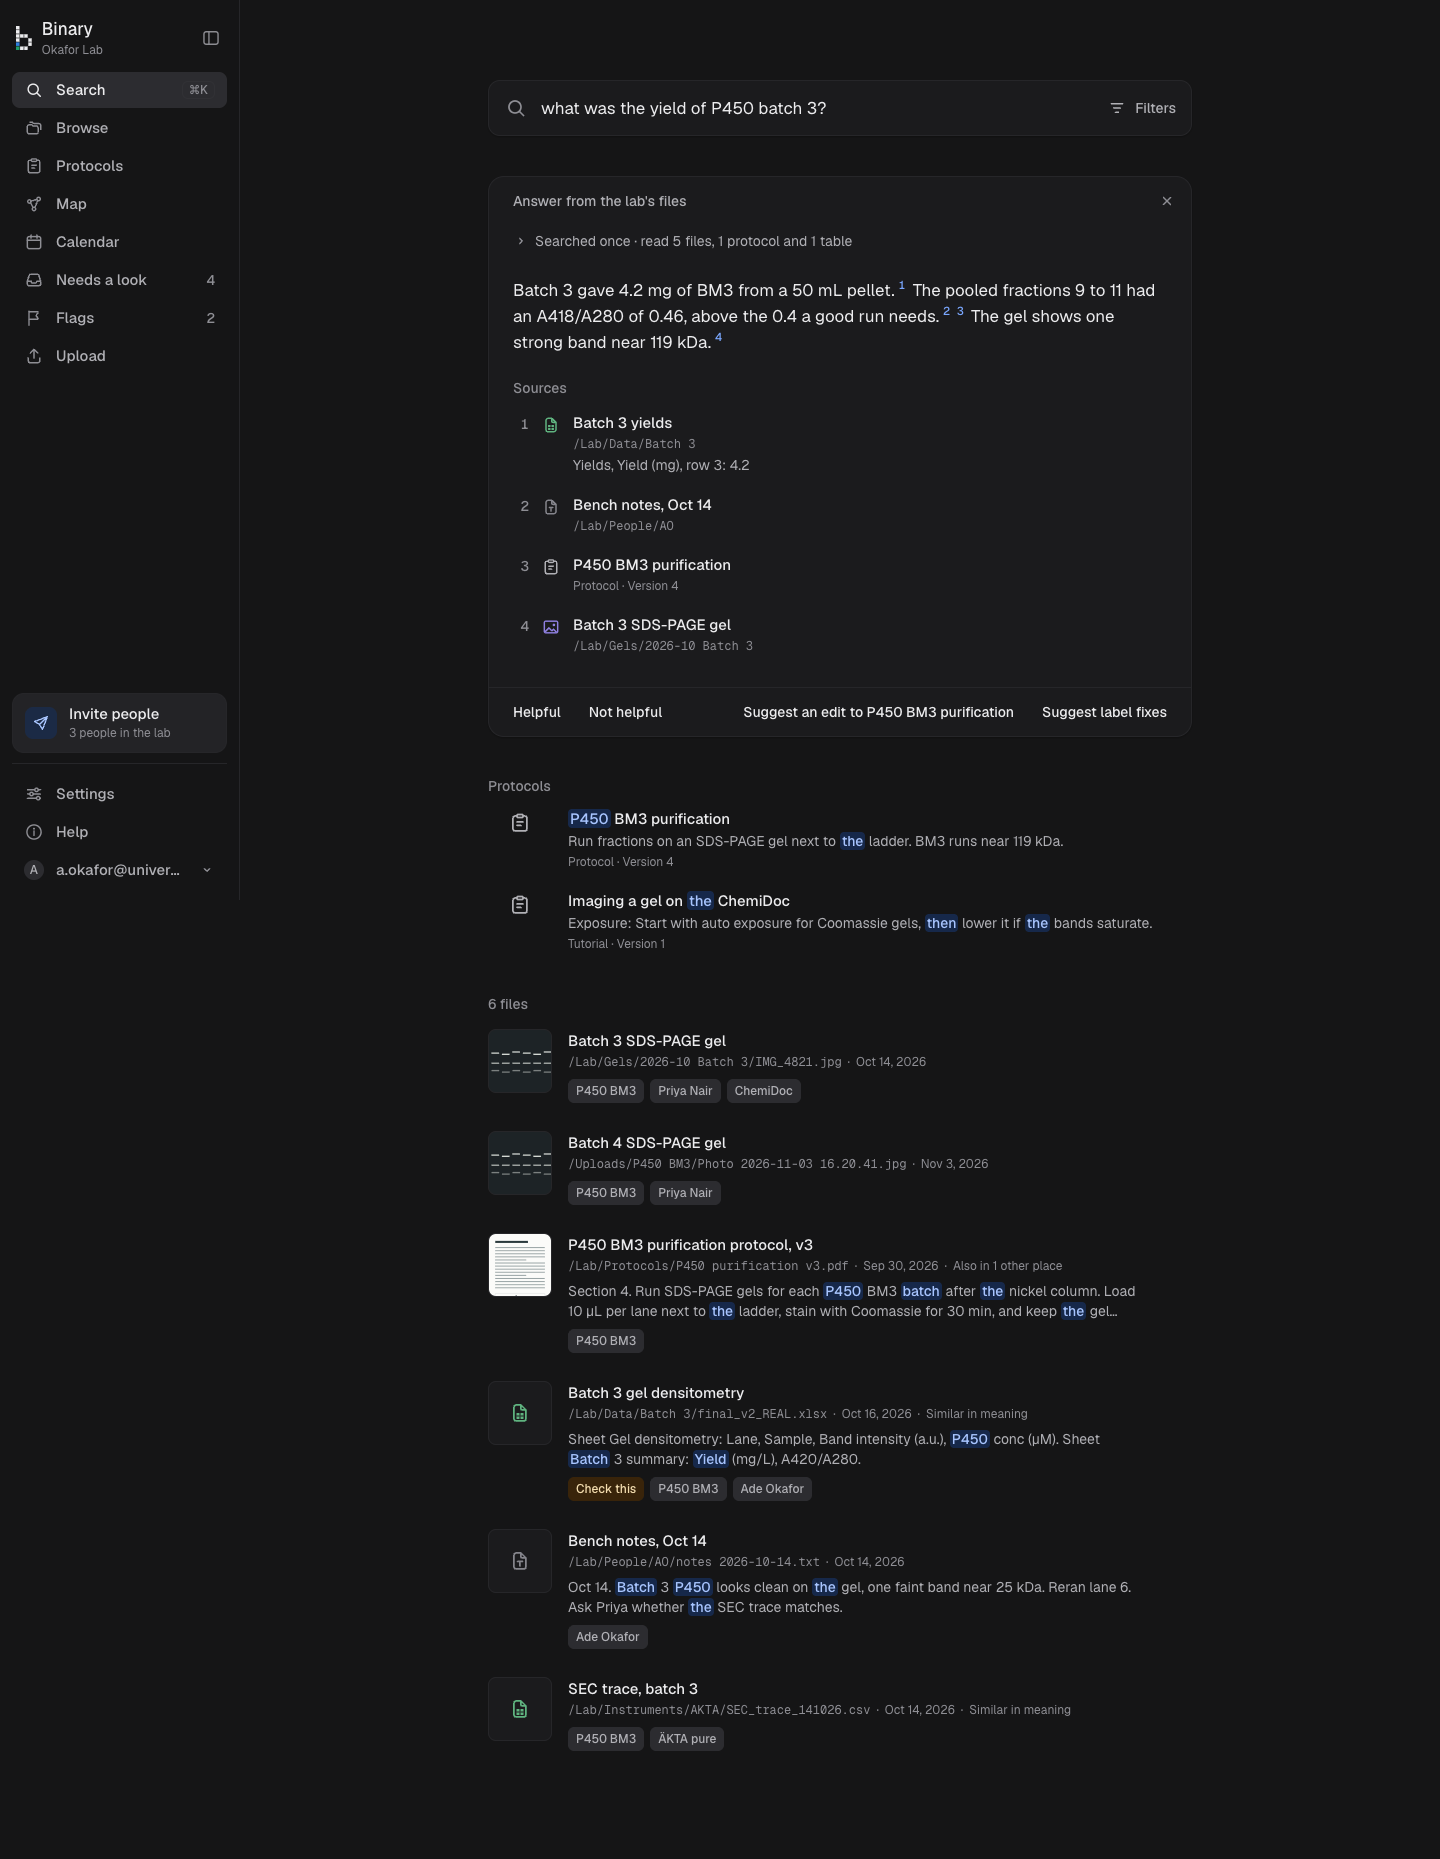 Binary
Okafor Lab
Search ⌘K
Browse
Protocols
Map
Calendar
Needs a look 4
Flags 2
Upload
Invite people
3 people in the lab
Settings
Help
A a.okafor@univer...
what was the yield of P450 batch 3?
Filters
Answer from the lab's files
Searched once · read 5 files, 1 protocol and 1 table
Batch 3 gave 4.2 mg of BM3 from a 50 mL pellet. 1 The pooled fractions 9 to 11 had
an A418/A280 of 0.46, above the 0.4 a good run needs. 2 3 The gel shows one
strong band near 119 kDa. 4
Sources
1 Batch 3 yields
/Lab/Data/Batch 3
Yields, Yield (mg), row 3: 4.2
2 Bench notes, Oct 14
/Lab/People/AO
3 P450 BM3 purification
Protocol · Version 4
4 Batch 3 SDS-PAGE gel
/Lab/Gels/2026-10 Batch 3
Helpful Not helpful Suggest an edit to P450 BM3 purification Suggest label fixes
Protocols
P450 BM3 purification
Run fractions on an SDS-PAGE gel next to the ladder. BM3 runs near 119 kDa.
Protocol · Version 4
Imaging a gel on the ChemiDoc
Exposure: Start with auto exposure for Coomassie gels, then lower it if the bands saturate.
Tutorial · Version 1
6 files
Batch 3 SDS-PAGE gel
/Lab/Gels/2026-10 Batch 3/IMG_4821.jpg · Oct 14, 2026
P450 BM3 Priya Nair ChemiDoc
Batch 4 SDS-PAGE gel
/Uploads/P450 BM3/Photo 2026-11-03 16.20.41.jpg · Nov 3, 2026
P450 BM3 Priya Nair
P450 BM3 purification protocol, v3
/Lab/Protocols/P450 purification v3.pdf · Sep 30, 2026 · Also in 1 other place
Section 4. Run SDS-PAGE gels for each P450 BM3 batch after the nickel column. Load
10 µL per lane next to the ladder, stain with Coomassie for 30 min, and keep the gel...
P450 BM3
Batch 3 gel densitometry
/Lab/Data/Batch 3/final_v2_REAL.xlsx · Oct 16, 2026 · Similar in meaning
Sheet Gel densitometry: Lane, Sample, Band intensity (a.u.), P450 conc (µM). Sheet
Batch 3 summary: Yield (mg/L), A420/A280.
Check this P450 BM3 Ade Okafor
Bench notes, Oct 14
/Lab/People/AO/notes 2026-10-14.txt · Oct 14, 2026
Oct 14. Batch 3 P450 looks clean on the gel, one faint band near 25 kDa. Reran lane 6.
Ask Priya whether the SEC trace matches.
Ade Okafor
SEC trace, batch 3
/Lab/Instruments/AKTA/SEC_trace_141026.csv · Oct 14, 2026 · Similar in meaning
P450 BM3 ÄKTA pure